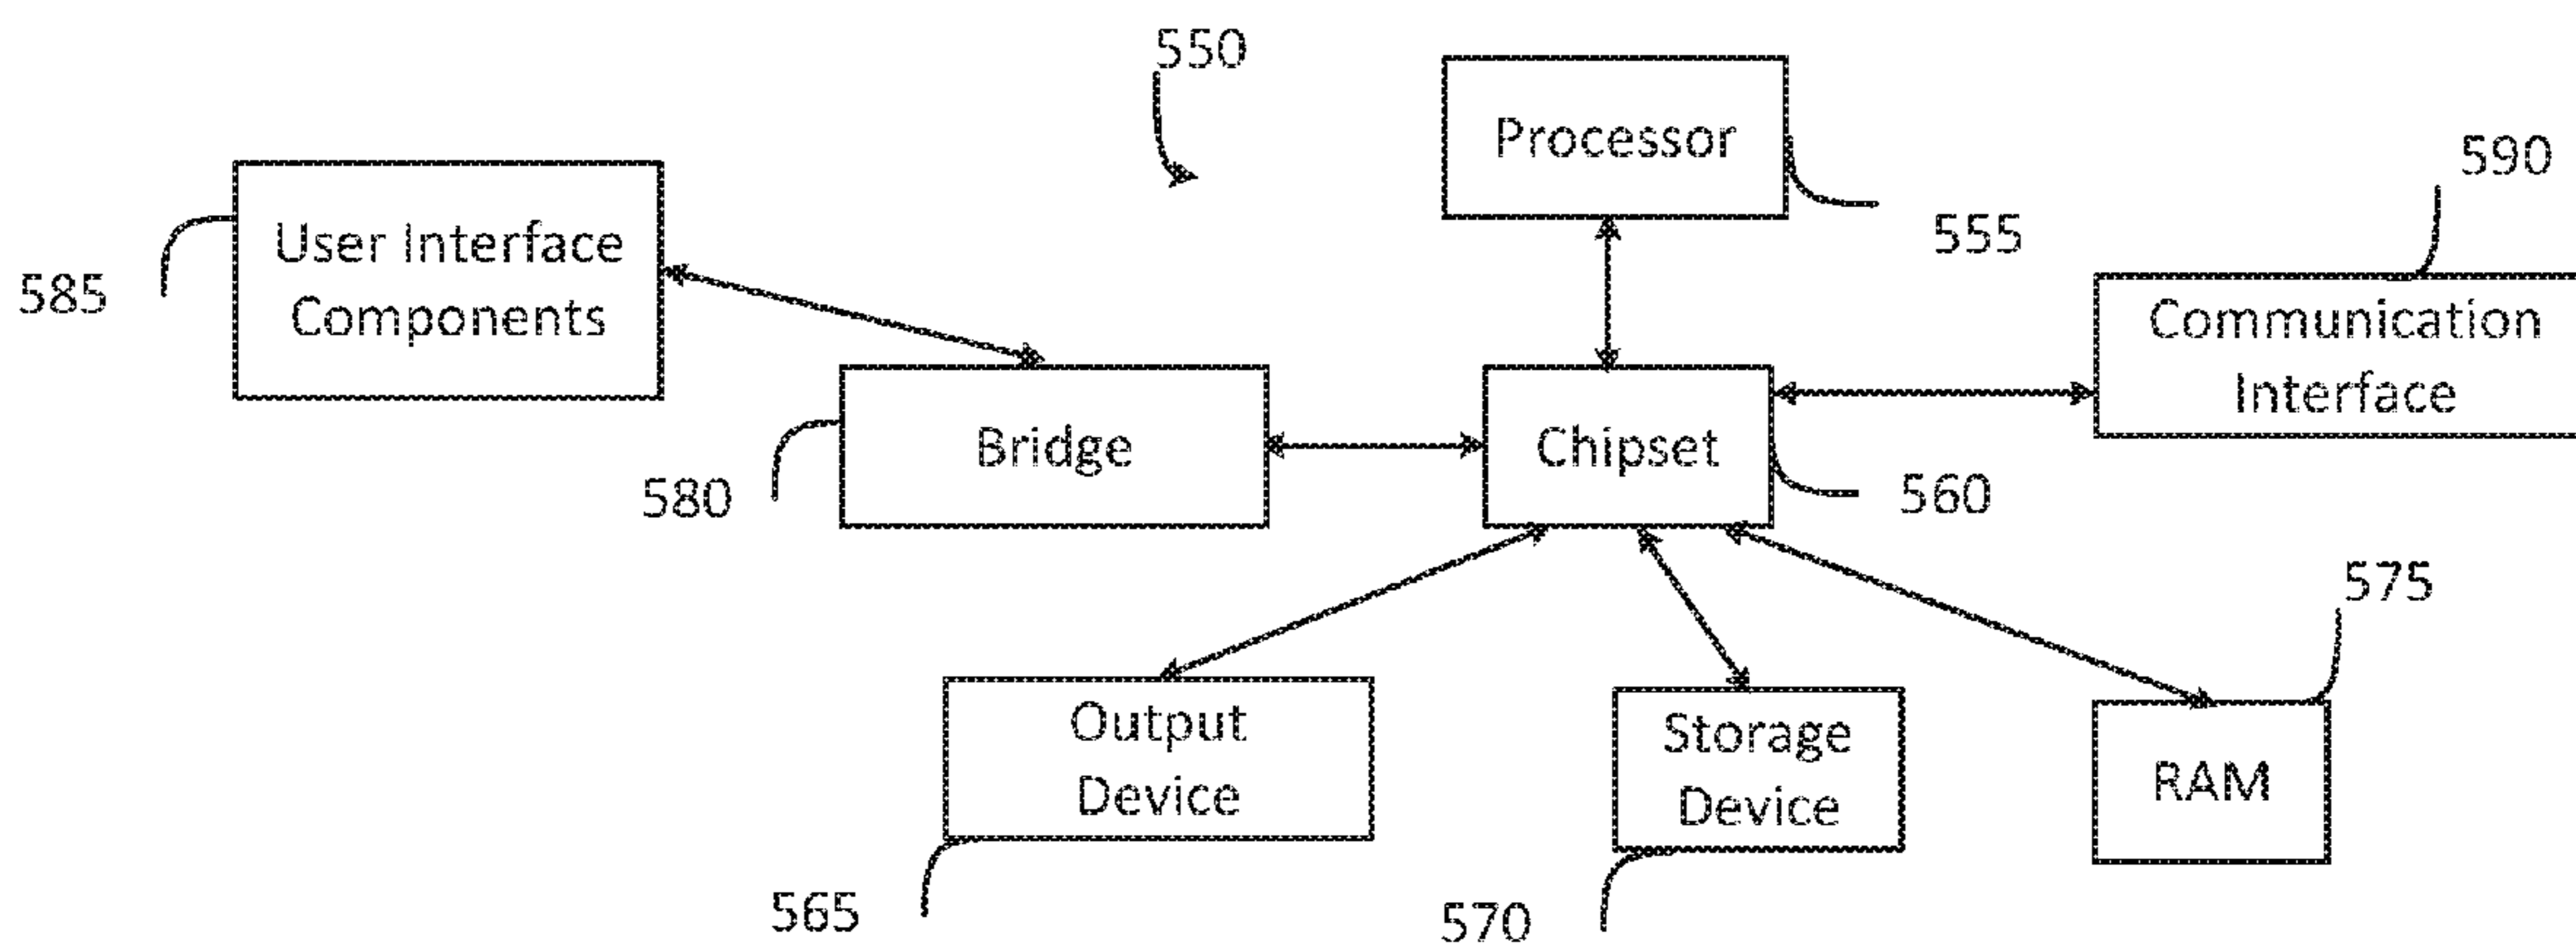 550
Processor
590
User Interface
Components
555
585
Communication
Interface
Bridge
Chipset
580
560
575
Output
Device
Storage
Device
RAM
565
570